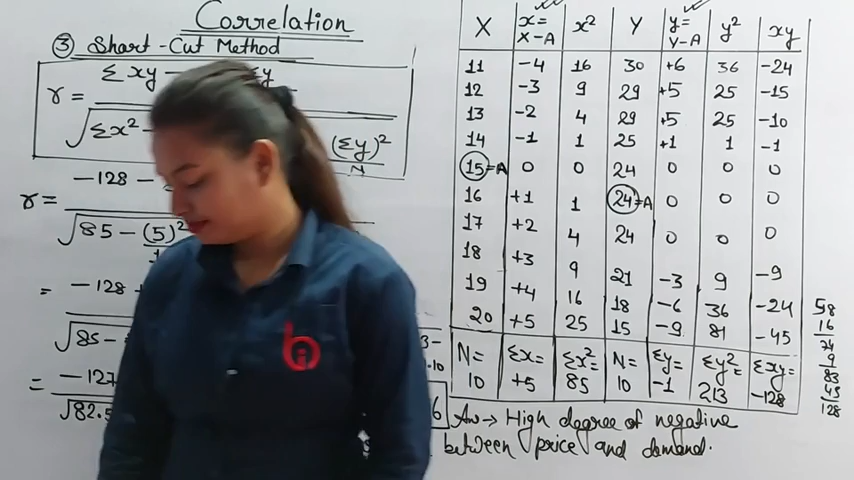 Correlation
③ Short-Cut Method
r = Σxy – Σy
√Σx² – (Σy)²
N
r = –128 –
√85 – (5)²
= –128
√85 –
= –127
√82.5
6
X x= X–A x² Y y= Y–A y² xy
11 –4 16 30 +6 36 –24
12 –3 9 29 +5 25 –15
13 –2 4 29 +5 25 –10
14 –1 1 25 +1 1 –1
15=A 0 0 24 0 0 0
16 +1 1 24=A 0 0 0
17 +2 4 24 0 0 0
18 +3 9 21 –3 9 –9
19 +4 16 18 –6 36 –24
20 +5 25 15 –9 81 –45
N= Σx= Σx²= N= Σy= Σy²= Σxy=
10 +5 85 10 –1 213 –128
58
16
74
9
83
45
128
Ans → High degree of negative
between price and demand.